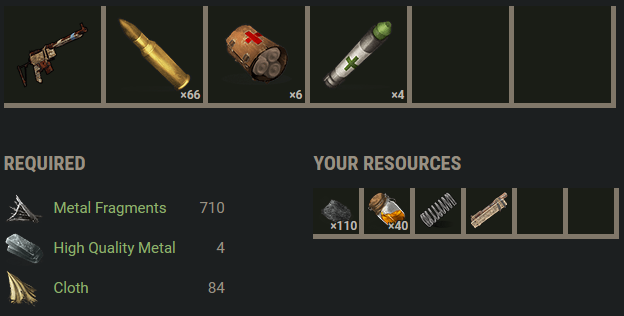 ×66
×6
×4
REQUIRED
YOUR RESOURCES
Metal Fragments 710
×110
×40
High Quality Metal 4
Cloth 84